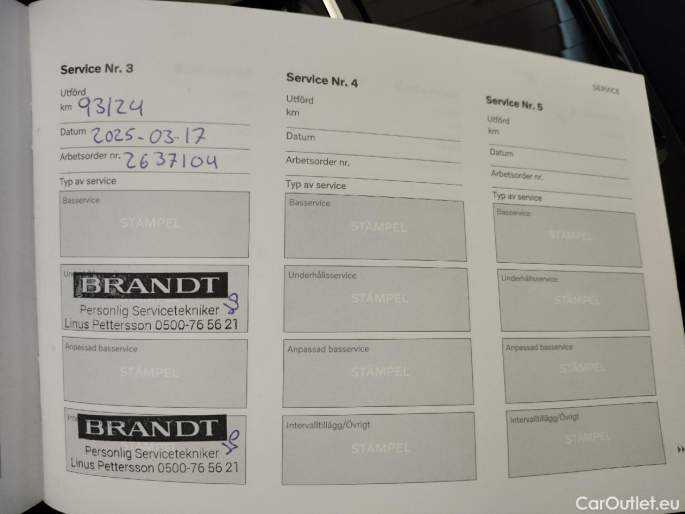 SERVICE
Service Nr. 3
Utförd
km 93124
Datum 2025-03-17
Arbetsorder nr. 2637104
Typ av service
Basservice
STÄMPEL
BRANDT
Personlig Servicetekniker
Linus Pettersson 0500-76 56 21
Anpassad basservice
STÄMPEL
BRANDT
Personlig Servicetekniker
Linus Pettersson 0500-76 56 21
Service Nr. 4
Utförd
km
Datum
Arbetsorder nr.
Typ av service
Basservice
STÄMPEL
Underhållsservice
STÄMPEL
Anpassad basservice
STÄMPEL
Intervalltillägg/Övrigt
STÄMPEL
Service Nr. 5
Utförd
km
Datum
Arbetsorder nr.
Typ av service
Basservice
STÄMPEL
Underhållsservice
STÄMPEL
Anpassad basservice
STÄMPEL
Intervalltillägg/Övrigt
STÄMPEL
CarOutlet.eu